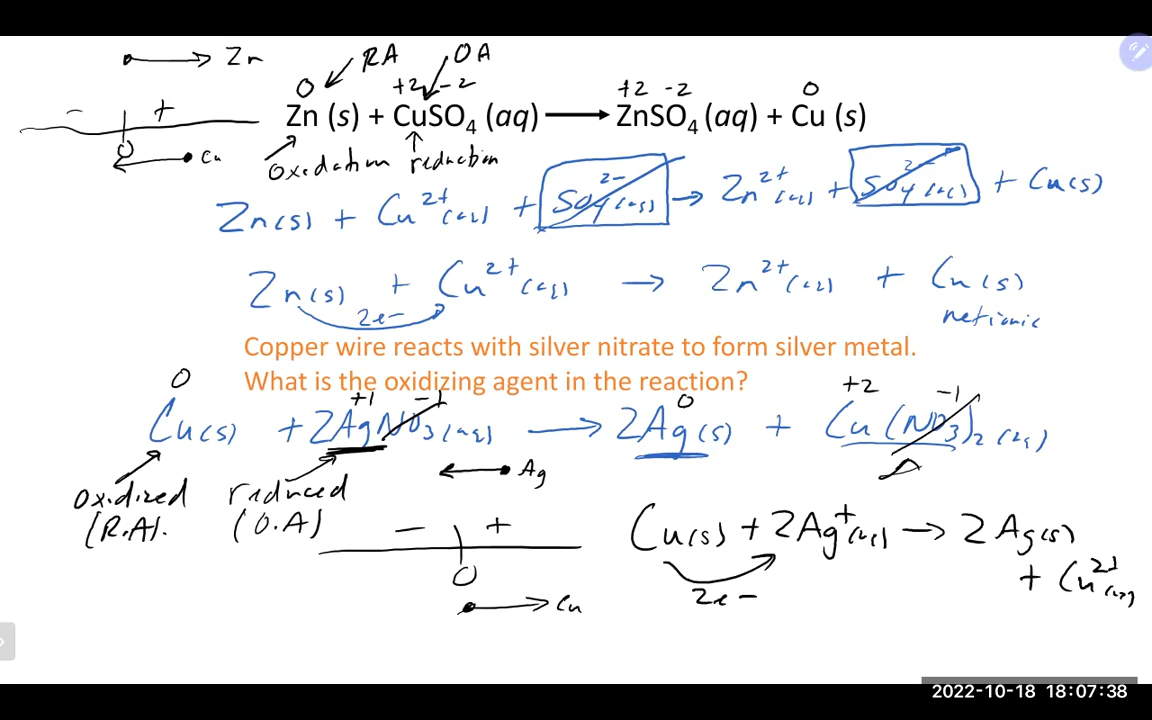 Zn
RA
OA
0
+2 -2
+2 -2
0
- +
Zn (s) + CuSO₄ (aq) → ZnSO₄ (aq) + Cu (s)
0
Cu
oxidation reduction
Zn(s) + Cu²⁺(aq) + SO₄²⁻(aq) → Zn²⁺(aq) + SO₄²⁻(aq) + Cu(s)
Zn(s) + Cu²⁺(aq) → Zn²⁺(aq) + Cu(s)
2e-
net ionic
Copper wire reacts with silver nitrate to form silver metal.
What is the oxidizing agent in the reaction?
0
+1 -1
0
+2 -1
Cu(s) + 2AgNO₃(aq) → 2Ag(s) + Cu(NO₃)₂(aq)
Ag
oxidized reduced
(R.A). (O.A)
- +
0
Cu
Cu(s) + 2Ag⁺(aq) → 2Ag(s)
+ Cu²⁺(aq)
2e-
2022-10-18 18:07:38